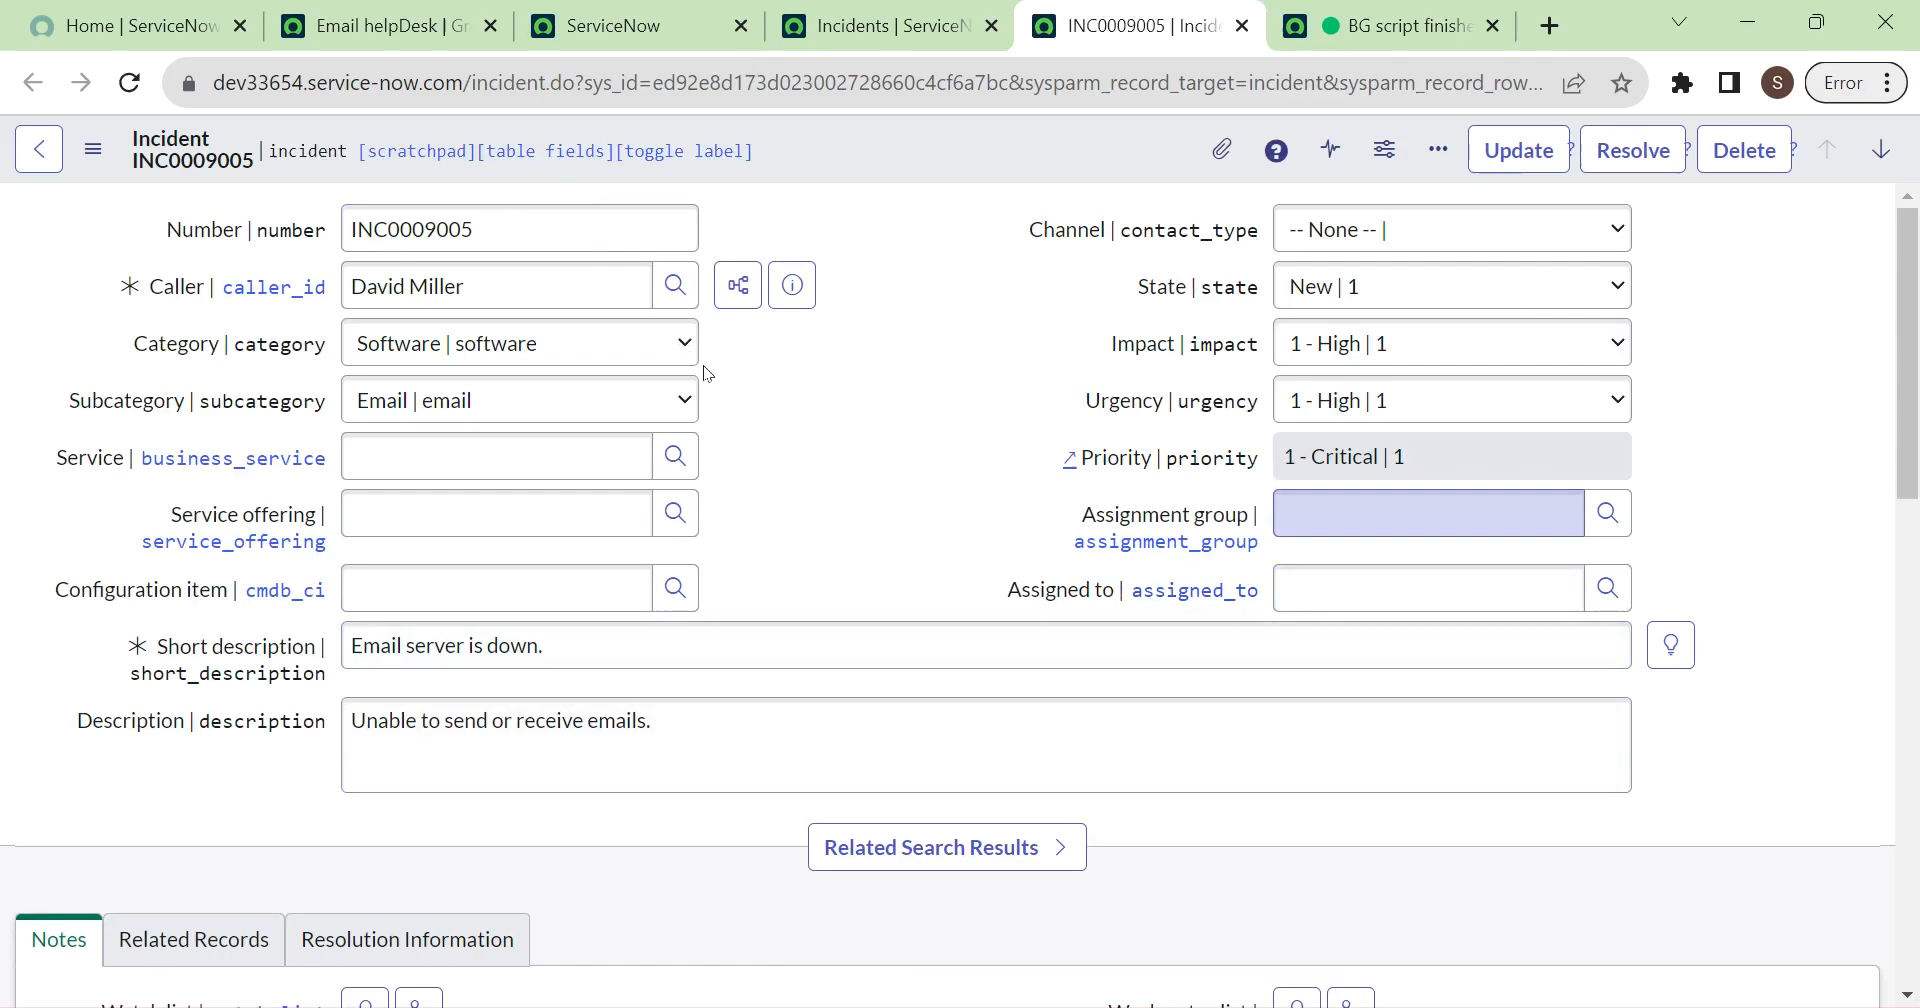 Home | ServiceNow
Email helpDesk | Gr
ServiceNow
Incidents | ServiceN
INC0009005 | Incide
BG script finishe
dev33654.service-now.com/incident.do?sys_id=ed92e8d173d023002728660c4cf6a7bc&sysparm_record_target=incident&sysparm_record_row...
S
Error
Incident
INC0009005 | incident [scratchpad][table fields][toggle label]
Update ?
Resolve ?
Delete ?
Number | number
INC0009005
Channel | contact_type
-- None -- |
Caller | caller_id
David Miller
State | state
New | 1
Category | category
Software | software
Impact | impact
1 - High | 1
Subcategory | subcategory
Email | email
Urgency | urgency
1 - High | 1
Service | business_service
Priority | priority
1 - Critical | 1
Service offering |
service_offering
Assignment group |
assignment_group
Configuration item | cmdb_ci
Assigned to | assigned_to
Short description |
short_description
Email server is down.
Description | description
Unable to send or receive emails.
Related Search Results
Notes
Related Records
Resolution Information